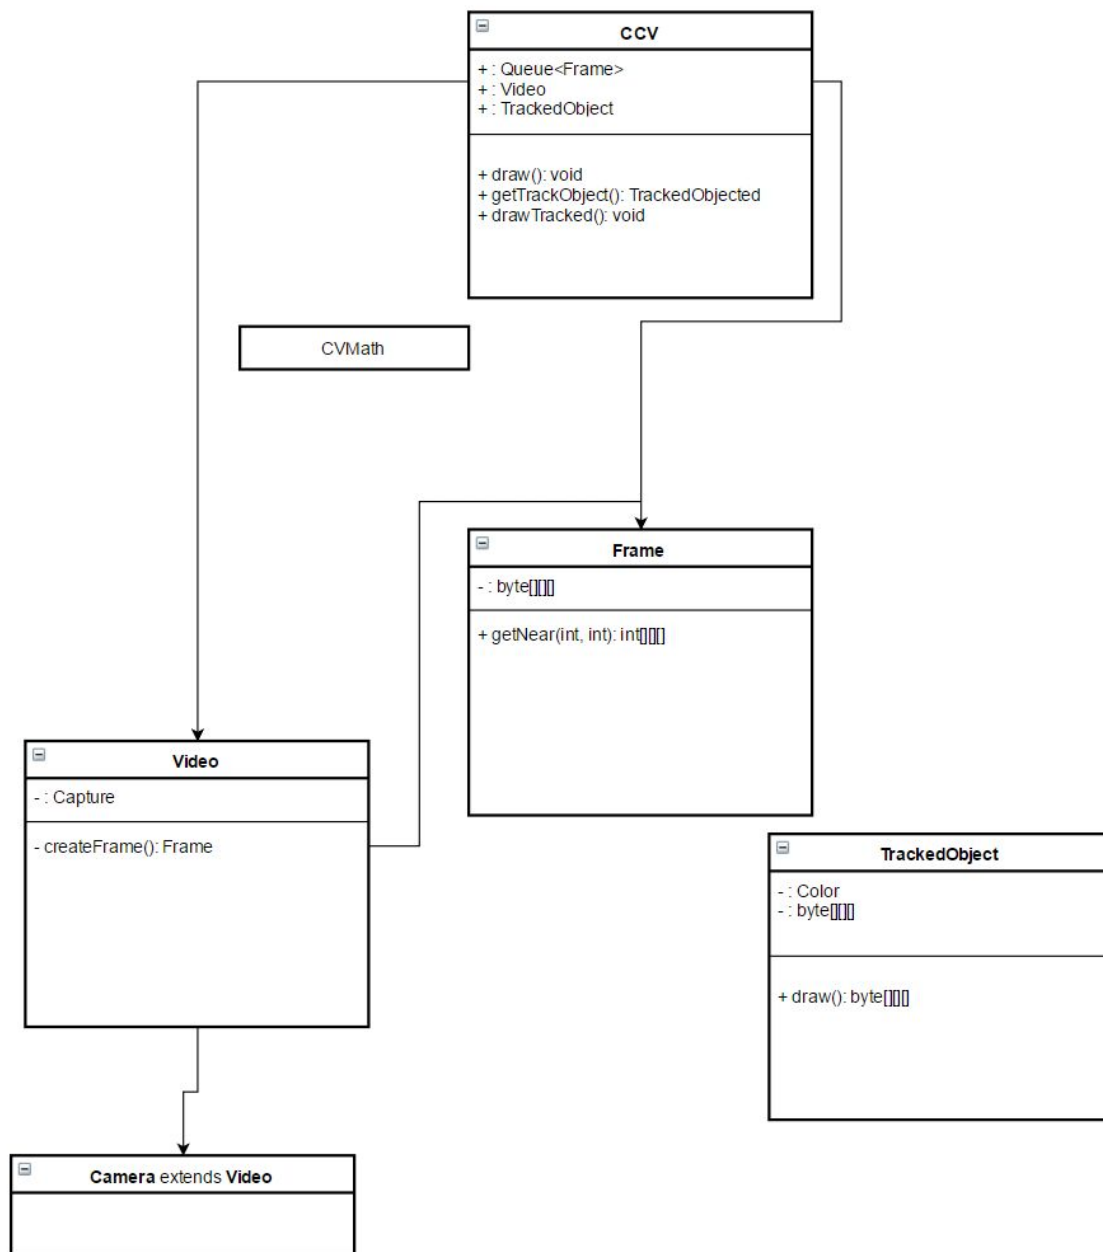 CCV
+ : Queue<Frame>
+ : Video
+ : TrackedObject
+ draw(): void
+ getTrackObject(): TrackedObjected
+ drawTracked(): void
CVMath
Frame
- : byte[][][]
+ getNear(int, int): int[][][]
Video
- : Capture
- createFrame(): Frame
TrackedObject
- : Color
- : byte[][][]
+ draw(): byte[][][]
Camera extends Video